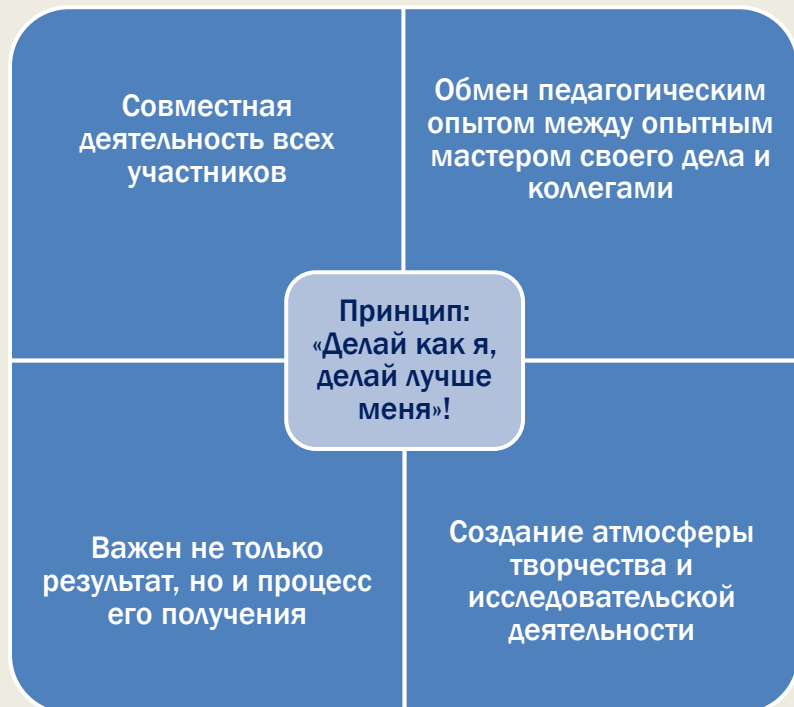 Совместная
деятельность всех
участников
Обмен педагогическим
опытом между опытным
мастером своего дела и
коллегами
Принцип:
«Делай как я,
делай лучше
меня»!
Важен не только
результат, но и процесс
его получения
Создание атмосферы
творчества и
исследовательской
деятельности